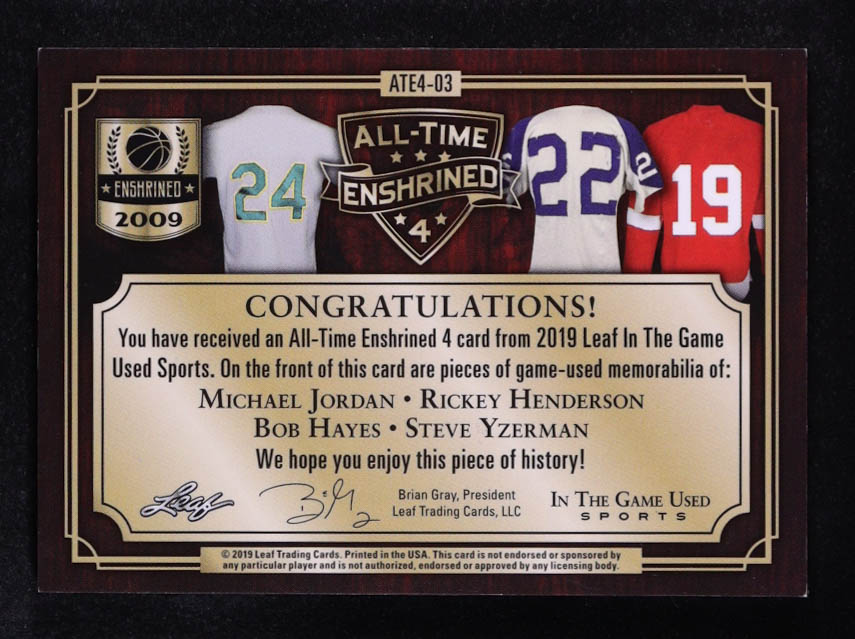 ATE4-03
ENSHRINED
2009
24
ALL-TIME
ENSHRINED
4
22
2
19
CONGRATULATIONS!
You have received an All-Time Enshrined 4 card from 2019 Leaf In The Game
Used Sports. On the front of this card are pieces of game-used memorabilia of:
MICHAEL JORDAN • RICKEY HENDERSON
BOB HAYES • STEVE YZERMAN
We hope you enjoy this piece of history!
Leaf
Brian Gray, President
Leaf Trading Cards, LLC
IN THE GAME USED
SPORTS
© 2019 Leaf Trading Cards. Printed in the USA. This card is not endorsed or sponsored by
any particular player and is not authorized, endorsed or approved by any licensing body.